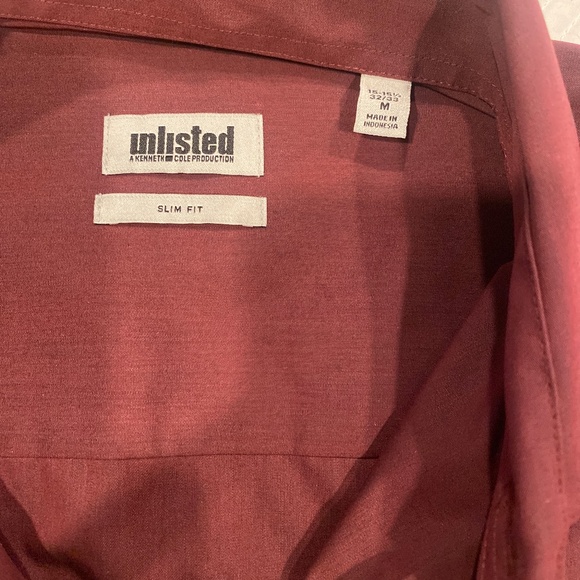 unlisted
A KENNETH COLE PRODUCTION
SLIM FIT
15-15½
32/33
M
MADE IN
INDONESIA